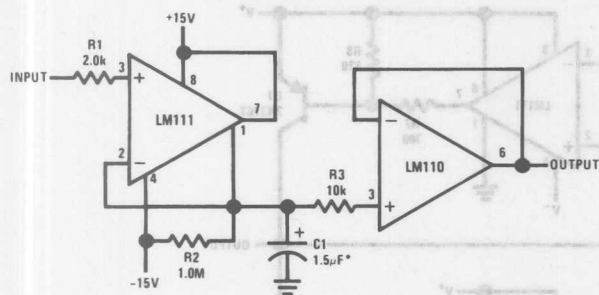 +15V
R1
2.0k
INPUT
3
+
8
7
LM111
1
2
−
4
R2
1.0M
-15V
R3
10k
3
+
−
LM110
6
OUTPUT
+
C1
1.5μF*